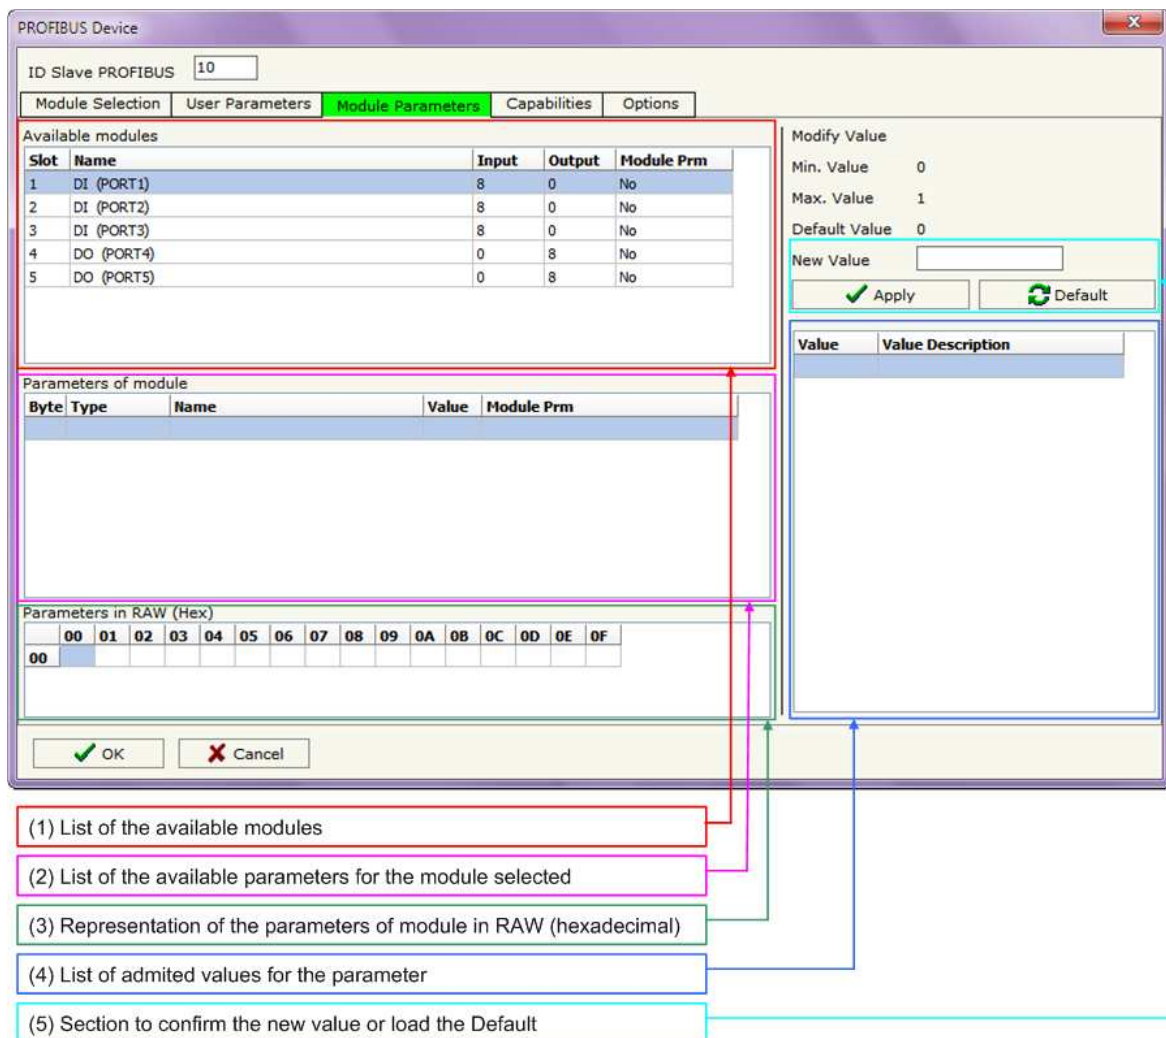 PROFIBUS Device
ID Slave PROFIBUS 10
Module Selection User Parameters Module Parameters Capabilities Options
Available modules
Slot Name Input Output Module Prm
1 DI (PORT1) 8 0 No
2 DI (PORT2) 8 0 No
3 DI (PORT3) 8 0 No
4 DO (PORT4) 0 8 No
5 DO (PORT5) 0 8 No
Modify Value
Min. Value 0
Max. Value 1
Default Value 0
New Value
Apply Default
Value Value Description
Parameters of module
Byte Type Name Value Module Prm
Parameters in RAW (Hex)
00 01 02 03 04 05 06 07 08 09 0A 0B 0C 0D 0E 0F
00
OK Cancel
(1) List of the available modules
(2) List of the available parameters for the module selected
(3) Representation of the parameters of module in RAW (hexadecimal)
(4) List of admited values for the parameter
(5) Section to confirm the new value or load the Default